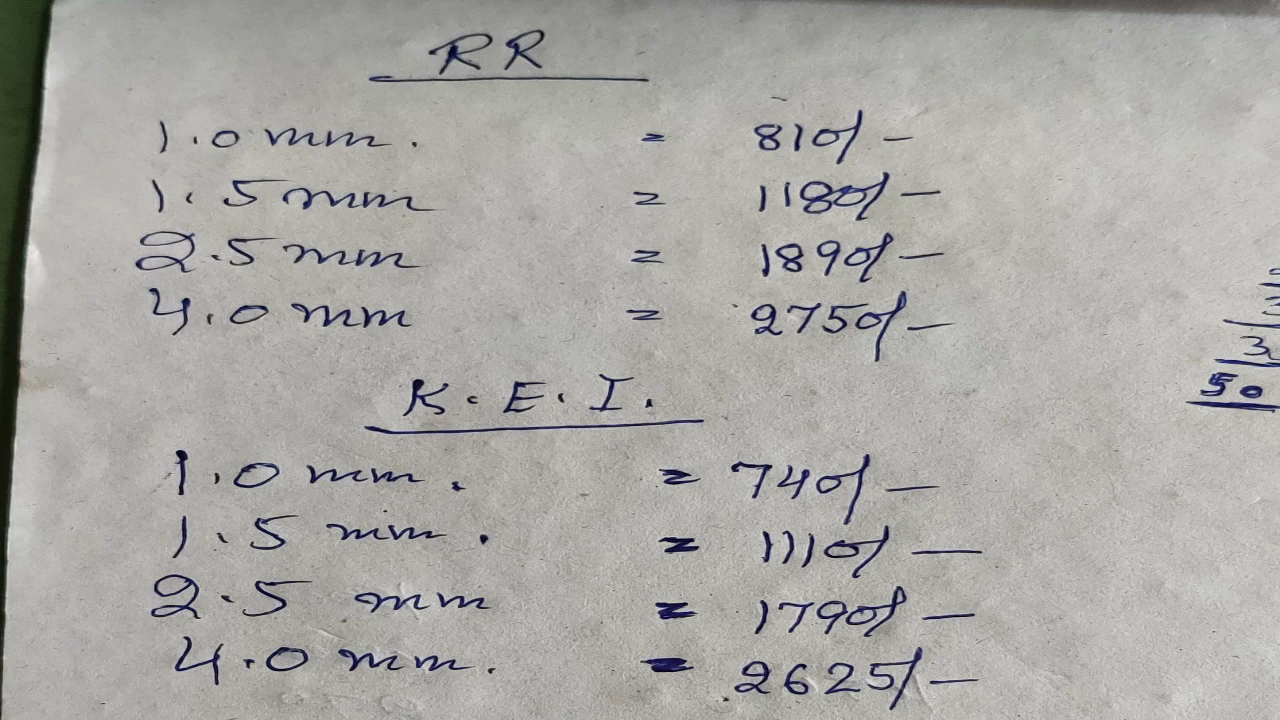 RR
1.0 mm. = 810/-
1.5 mm = 1180/-
2.5 mm = 1890/-
4.0 mm = 2750/-
K.E.I.
1.0 mm. = 740/-
1.5 mm. = 1110/-
2.5 mm = 1790/-
4.0 mm. = 2625/-
50